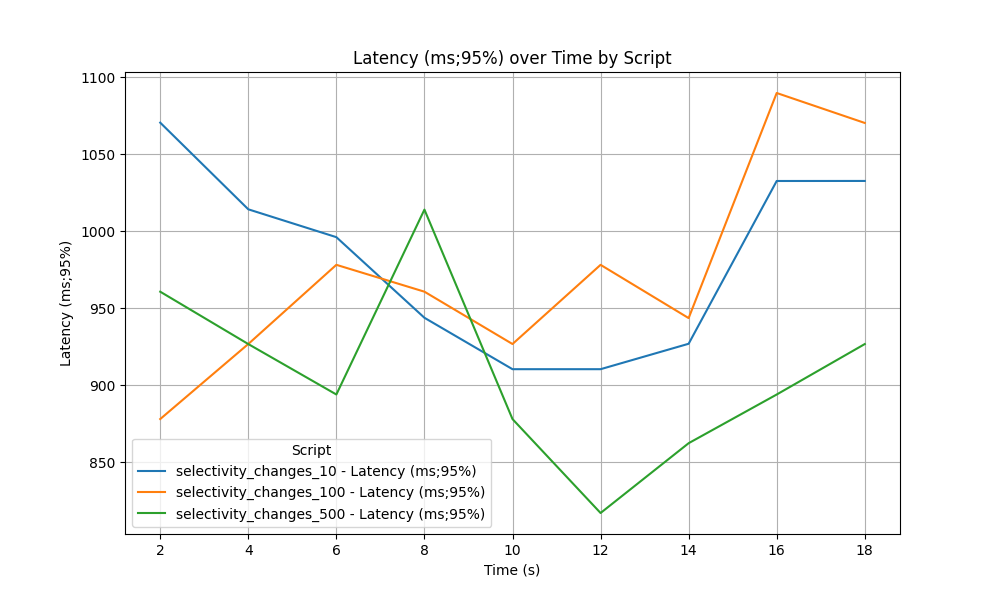 Latency (ms;95%) over Time by Script
Latency (ms;95%)
1100
1050
1000
950
900
850
Script
selectivity_changes_10 - Latency (ms;95%)
selectivity_changes_100 - Latency (ms;95%)
selectivity_changes_500 - Latency (ms;95%)
2 4 6 8 10 12 14 16 18
Time (s)